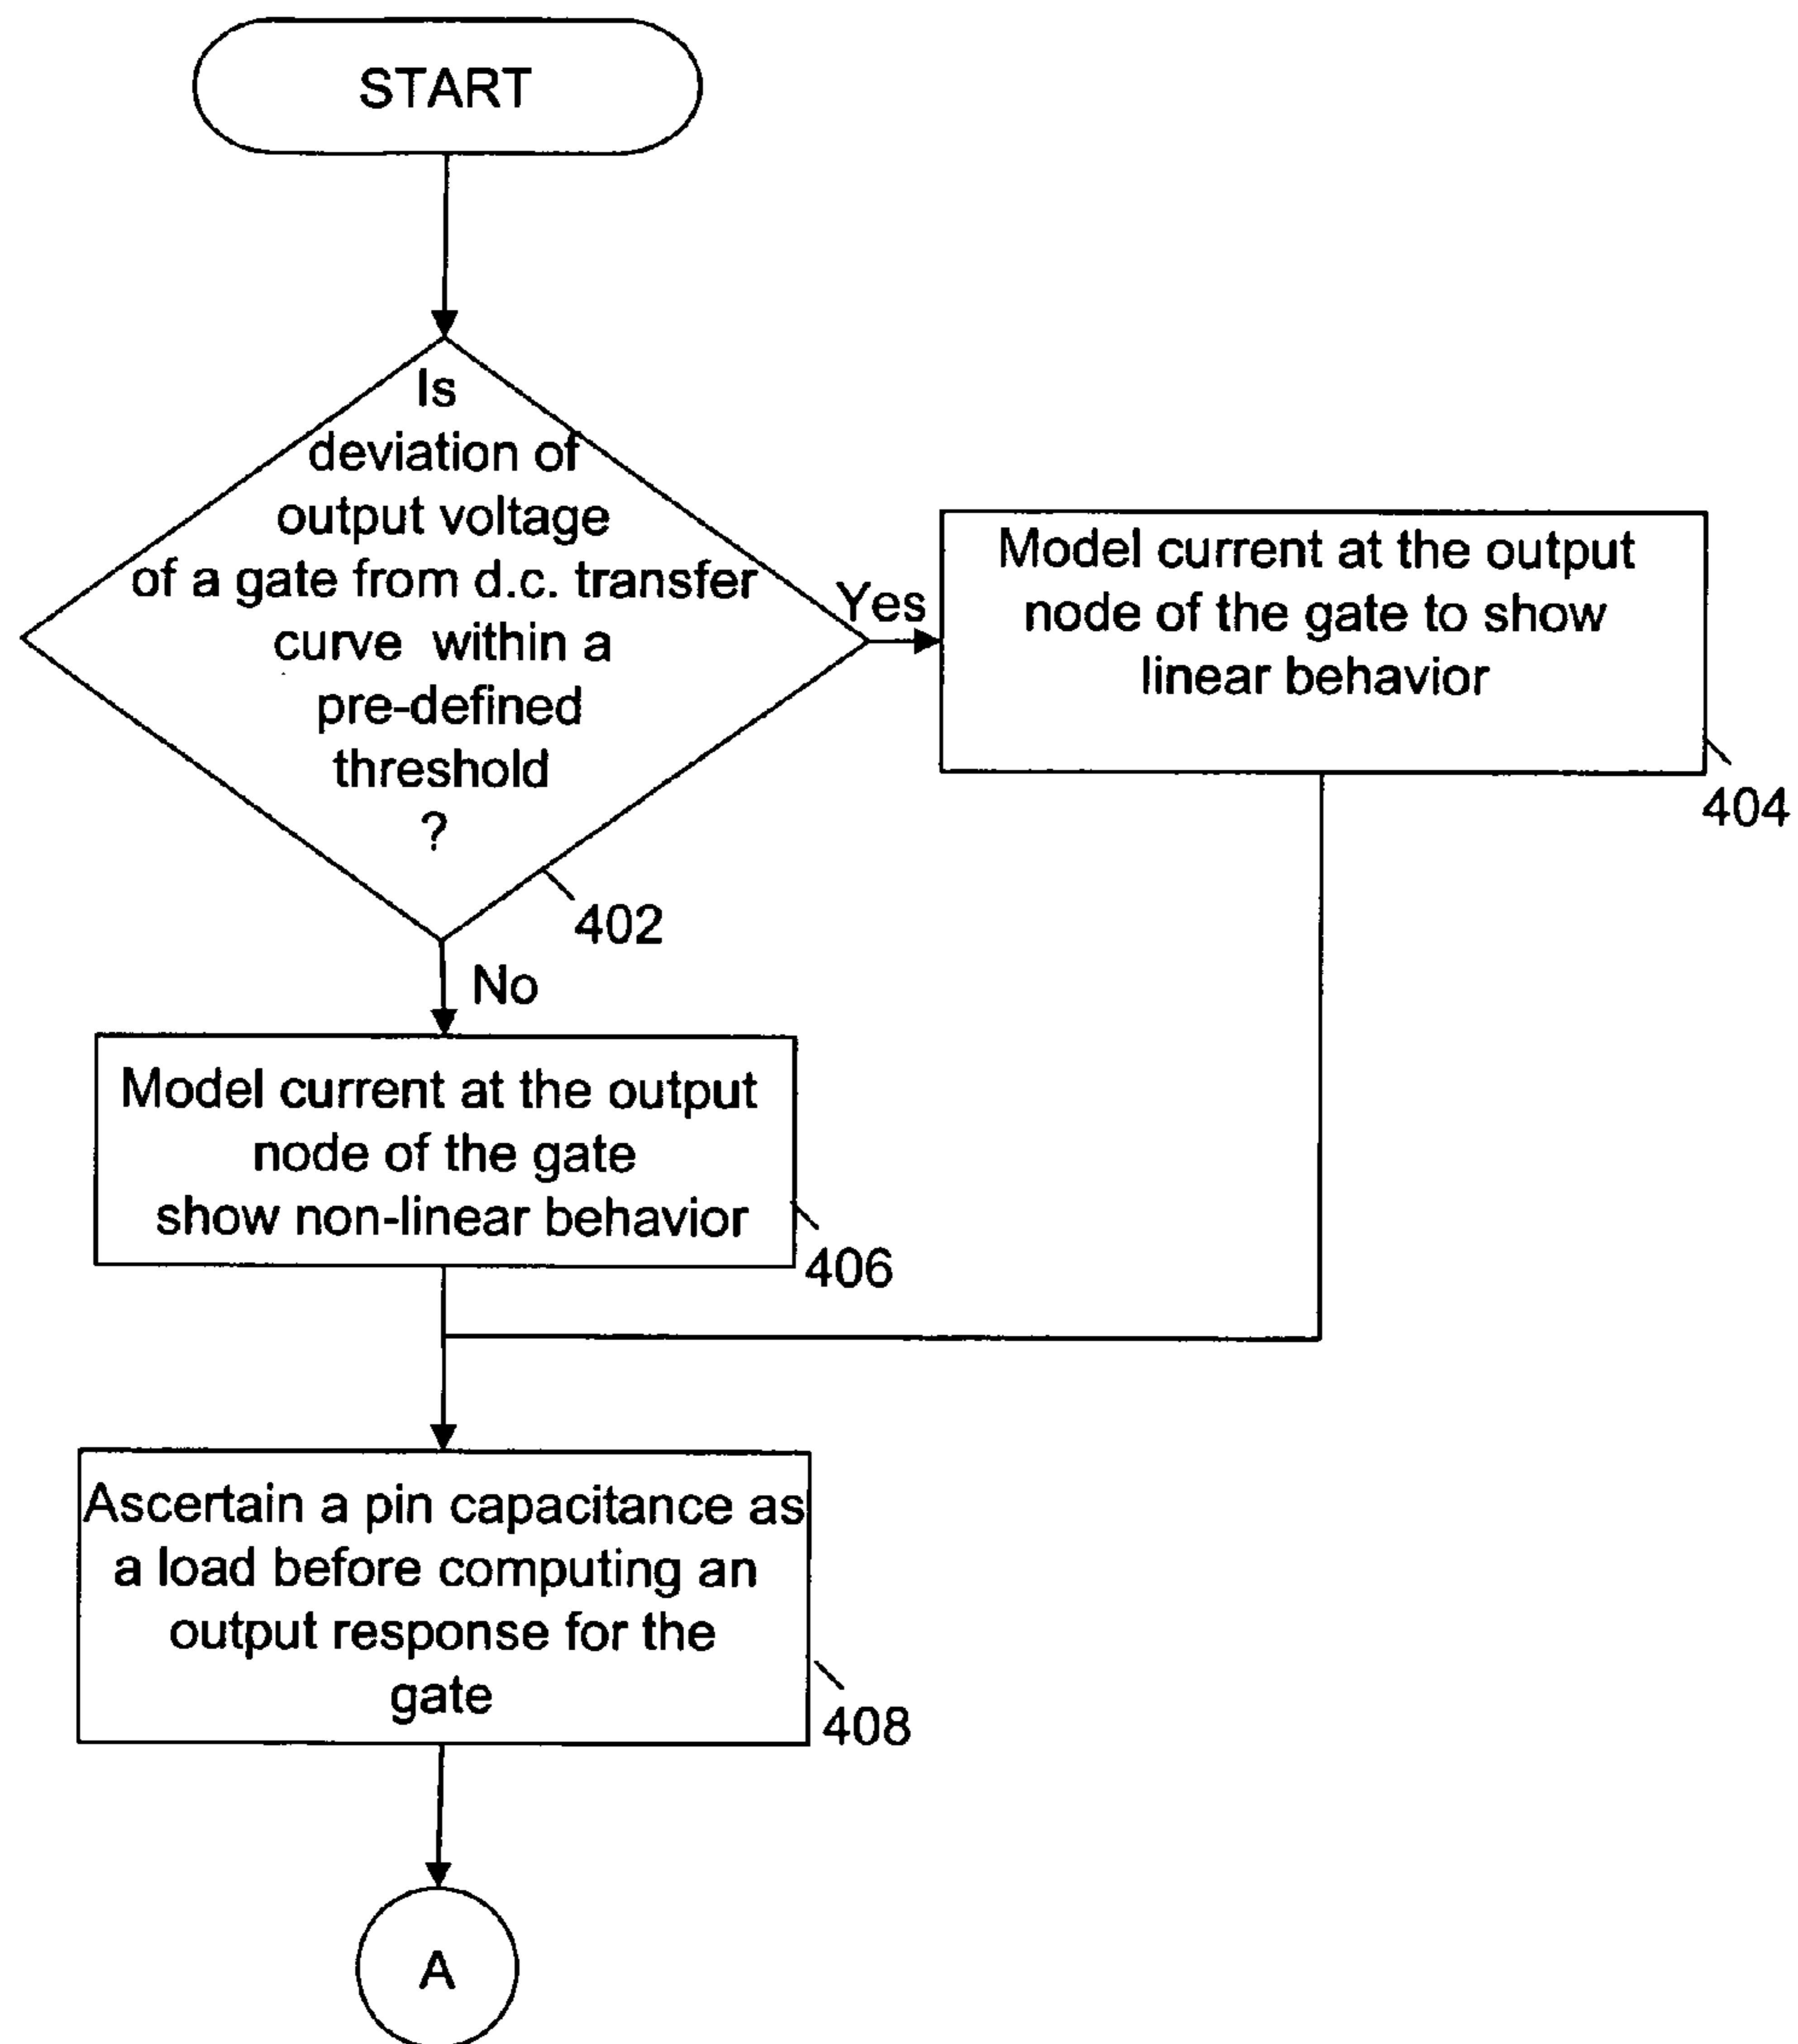 START
Is
deviation of
output voltage
of a gate from d.c. transfer
curve within a
pre-defined
threshold
?
402
Yes
Model current at the output
node of the gate to show
linear behavior
404
No
Model current at the output
node of the gate
show non-linear behavior
406
Ascertain a pin capacitance as
a load before computing an
output response for the
gate
408
A